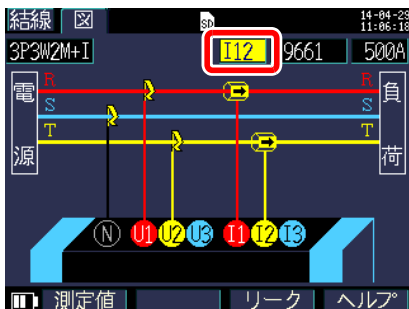 結線 図 SD 14-04-29
11:06:18
3P3W2M+I I12 9661 500A
電源
R R
S S
T T
負荷
N U1 U2 U3 I1 I2 I3
測定値 リーク ヘルプ